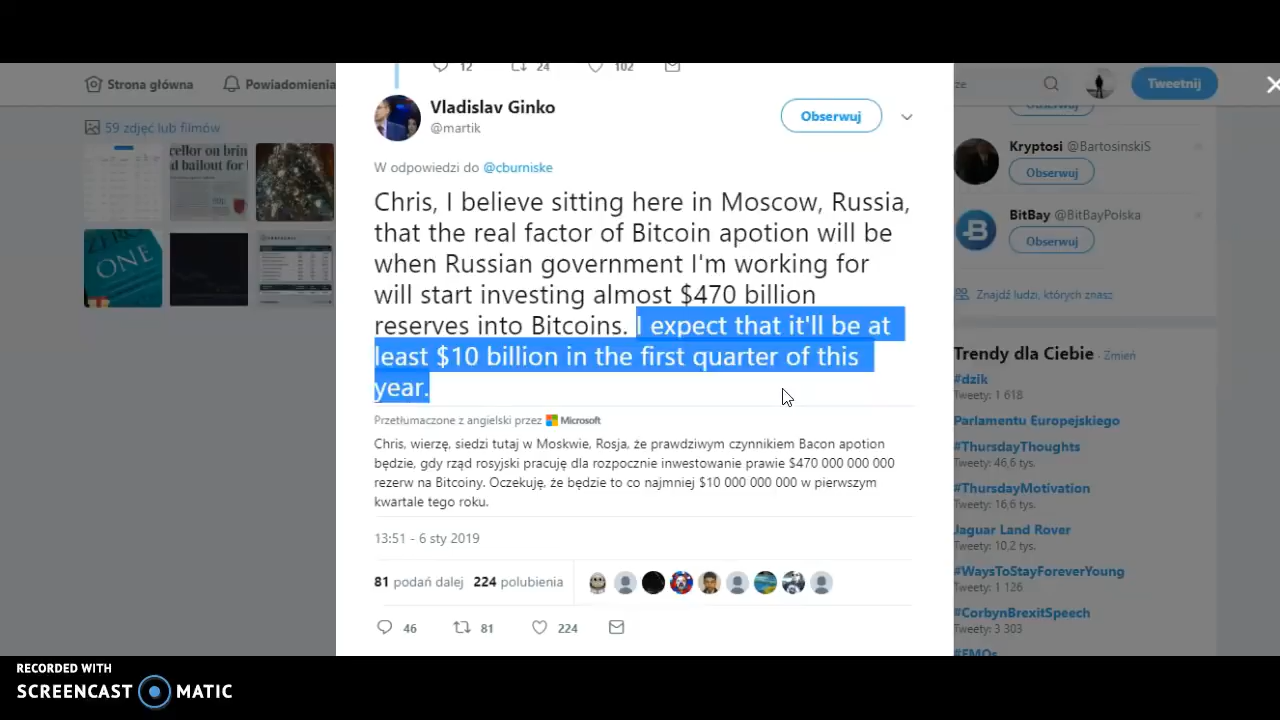 12 24 102
Strona główna
Powiadomienia
Tweetnij
59 zdjęć lub filmów
Vladislav Ginko
@martik
Obserwuj
W odpowiedzi do @cburniske
Chris, I believe sitting here in Moscow, Russia,
that the real factor of Bitcoin apotion will be
when Russian government I'm working for
will start investing almost $470 billion
reserves into Bitcoins. I expect that it'll be at
least $10 billion in the first quarter of this
year.
Przetłumaczone z angielski przez Microsoft
Chris, wierzę, siedzi tutaj w Moskwie, Rosja, że prawdziwym czynnikiem Bacon apotion
będzie, gdy rząd rosyjski pracuję dla rozpocznie inwestowanie prawie $470 000 000 000
rezerw na Bitcoiny. Oczekuję, że będzie to co najmniej $10 000 000 000 w pierwszym
kwartale tego roku.
13:51 - 6 sty 2019
81 podań dalej 224 polubienia
46 81 224
Obserwuj
Kryptosi @BartosinskiS
Obserwuj
BitBay @BitBayPolska
Obserwuj
Znajdź ludzi, których znasz
Trendy dla Ciebie · Zmień
#dzik
Tweety: 1 618
Parlamentu Europejskiego
#ThursdayThoughts
Tweety: 46,6 tys.
#ThursdayMotivation
Tweety: 16,6 tys.
Jaguar Land Rover
Tweety: 10,2 tys.
#WaysToStayForeverYoung
Tweety: 1 126
#CorbynBrexitSpeech
Tweety: 3 303
RECORDED WITH
SCREENCAST MATIC